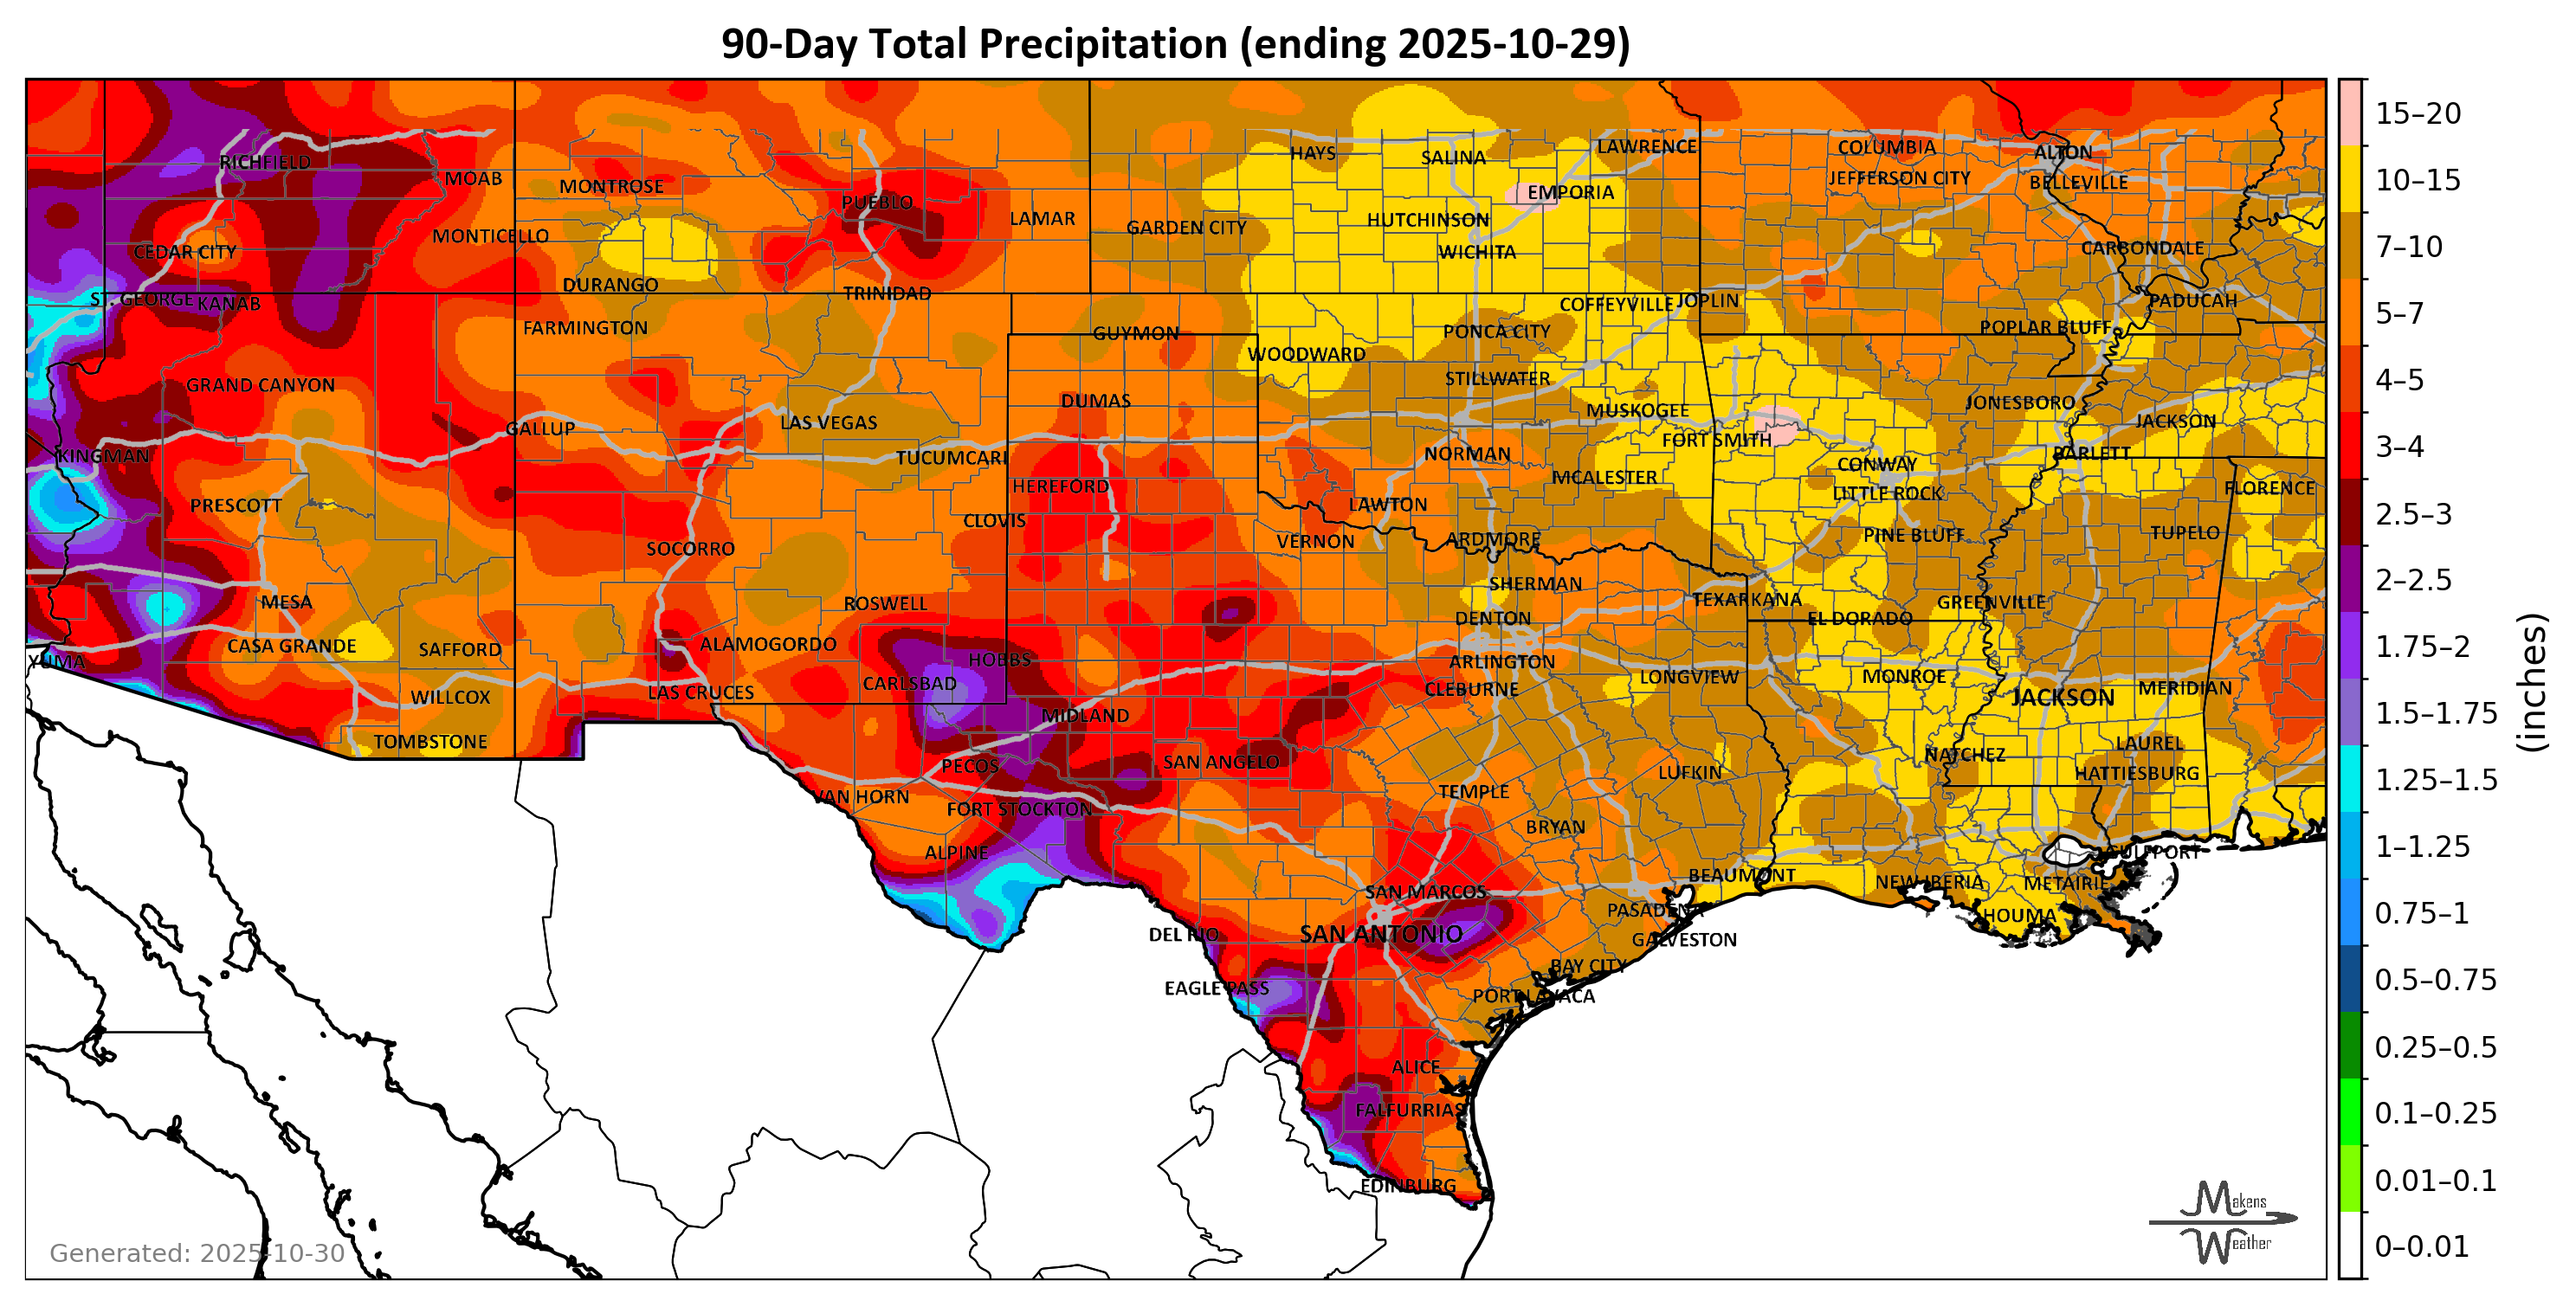 90-Day Total Precipitation (ending 2025-10-29)
HAYS
SALINA
LAWRENCE
COLUMBIA
ALTON
RICHFIELD
MOAB
MONTROSE
PUEBLO
EMPORIA
JEFFERSON CITY
BELLEVILLE
LAMAR
GARDEN CITY
HUTCHINSON
CEDAR CITY
MONTICELLO
WICHITA
CARBONDALE
DURANGO
TRINIDAD
ST. GEORGE
KANAB
COFFEYVILLE
JOPLIN
PADUCAH
FARMINGTON
GUYMON
PONCA CITY
POPLAR BLUFF
WOODWARD
GRAND CANYON
STILLWATER
DUMAS
MUSKOGEE
JONESBORO
GALLUP
LAS VEGAS
JACKSON
KINGMAN
TUCUMCARI
NORMAN
FORT SMITH
BARLETT
CONWAY
PRESCOTT
HEREFORD
LAWTON
MCALESTER
LITTLE ROCK
FLORENCE
CLOVIS
SOCORRO
VERNON
ARDMORE
PINE BLUFF
TUPELO
MESA
ROSWELL
SHERMAN
TEXARKANA
GREENVILLE
CASA GRANDE
SAFFORD
ALAMOGORDO
DENTON
EL DORADO
YUMA
HOBBS
ARLINGTON
WILLCOX
LAS CRUCES
CARLSBAD
CLEBURNE
LONGVIEW
MONROE
JACKSON
MERIDIAN
TOMBSTONE
MIDLAND
NATCHEZ
LAUREL
PECOS
SAN ANGELO
LUFKIN
HATTIESBURG
VAN HORN
FORT STOCKTON
TEMPLE
BRYAN
ALPINE
GULFPORT
SAN MARCOS
BEAUMONT
NEW IBERIA
METAIRIE
DEL RIO
SAN ANTONIO
PASADENA
HOUMA
GALVESTON
EAGLE PASS
BAY CITY
PORT LAVACA
ALICE
FALFURRIAS
EDINBURG
15–20
10–15
7–10
5–7
4–5
3–4
2.5–3
2–2.5
1.75–2
1.5–1.75
1.25–1.5
1–1.25
0.75–1
0.5–0.75
0.25–0.5
0.1–0.25
0.01–0.1
0–0.01
(inches)
Generated: 2025-10-30
Makens
Weather